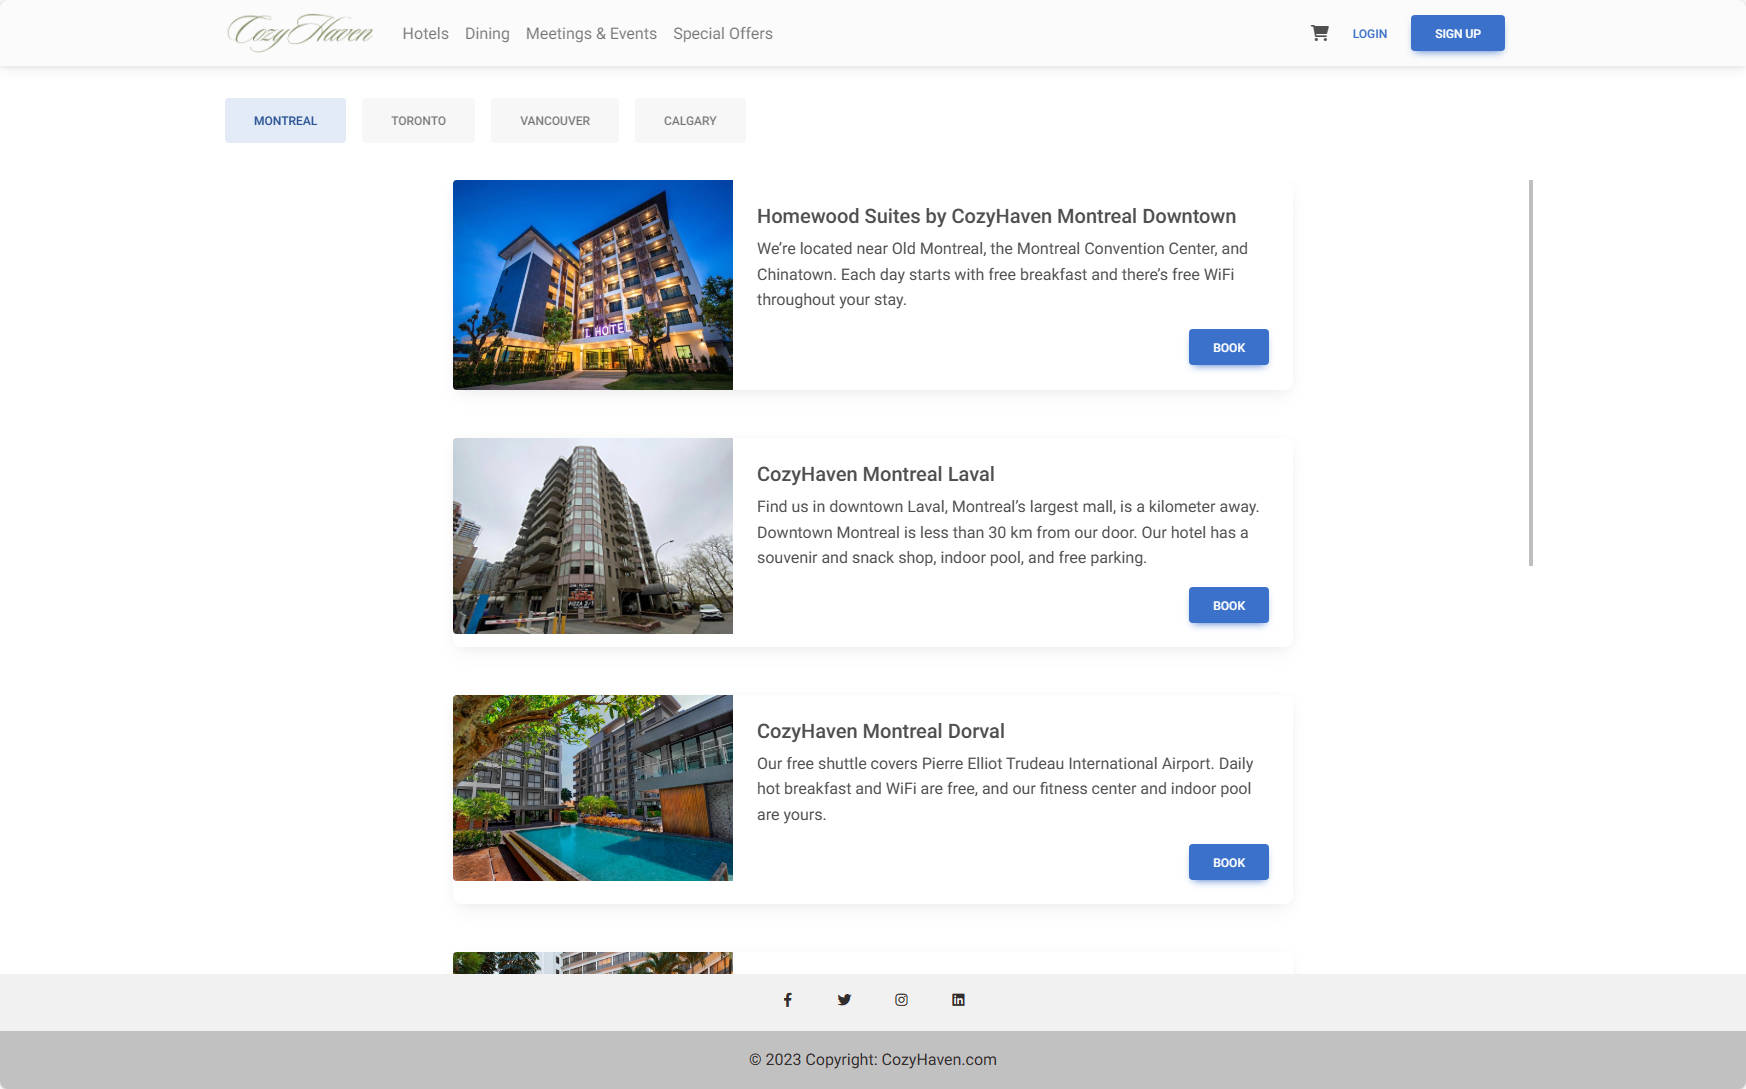 CozyHaven Hotels Dining Meetings & Events Special Offers LOGIN SIGN UP
MONTREAL TORONTO VANCOUVER CALGARY
HOTEL
Homewood Suites by CozyHaven Montreal Downtown
We’re located near Old Montreal, the Montreal Convention Center, and
Chinatown. Each day starts with free breakfast and there’s free WiFi
throughout your stay.
BOOK
CozyHaven Montreal Laval
Find us in downtown Laval, Montreal’s largest mall, is a kilometer away.
Downtown Montreal is less than 30 km from our door. Our hotel has a
souvenir and snack shop, indoor pool, and free parking.
BOOK
CozyHaven Montreal Dorval
Our free shuttle covers Pierre Elliot Trudeau International Airport. Daily
hot breakfast and WiFi are free, and our fitness center and indoor pool
are yours.
BOOK
© 2023 Copyright: CozyHaven.com